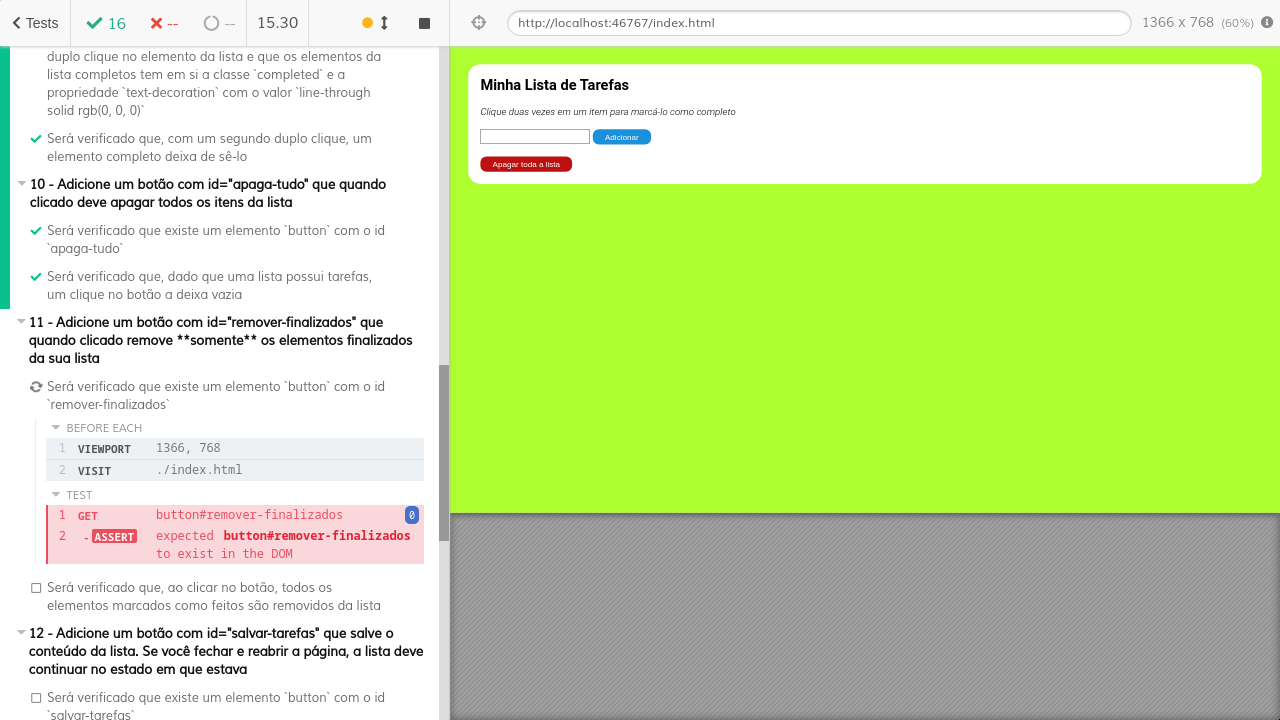 Tests
16
--
--
15.30
http://localhost:46767/index.html
1366 x 768 (60%)
duplo clique no elemento da lista e que os elementos da
lista completos tem em si a classe `completed` e a
propriedade `text-decoration` com o valor `line-through
solid rgb(0, 0, 0)`
Será verificado que, com um segundo duplo clique, um
elemento completo deixa de sê-lo
10 - Adicione um botão com id="apaga-tudo" que quando
clicado deve apagar todos os itens da lista
Será verificado que existe um elemento `button` com o id
`apaga-tudo`
Será verificado que, dado que uma lista possui tarefas,
um clique no botão a deixa vazia
11 - Adicione um botão com id="remover-finalizados" que
quando clicado remove **somente** os elementos finalizados
da sua lista
Será verificado que existe um elemento `button` com o id
`remover-finalizados`
BEFORE EACH
1 VIEWPORT 1366, 768
2 VISIT ./index.html
TEST
1 GET button#remover-finalizados 0
2 -ASSERT expected button#remover-finalizados
to exist in the DOM
Será verificado que, ao clicar no botão, todos os
elementos marcados como feitos são removidos da lista
12 - Adicione um botão com id="salvar-tarefas" que salve o
conteúdo da lista. Se você fechar e reabrir a página, a lista deve
continuar no estado em que estava
Será verificado que existe um elemento `button` com o id
`salvar-tarefas`
Minha Lista de Tarefas
Clique duas vezes em um item para marcá-lo como completo
Adicionar
Apagar toda a lista